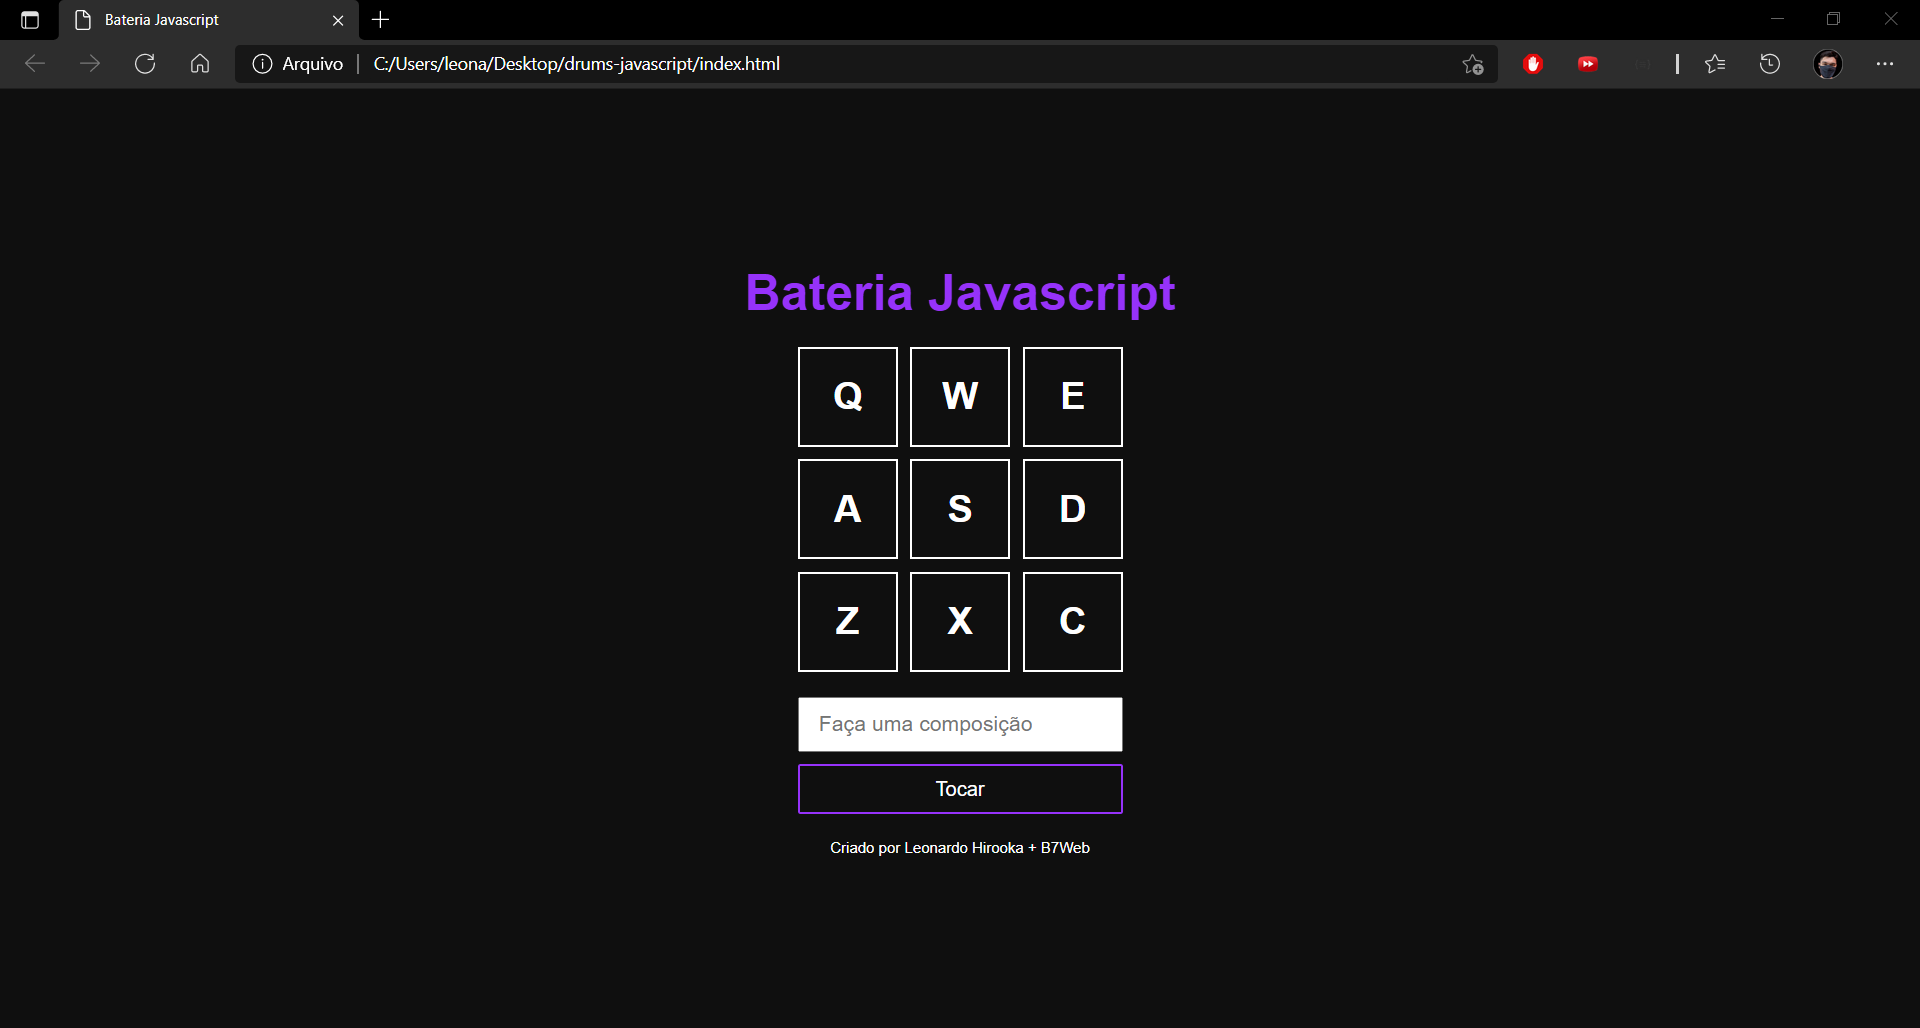 Bateria Javascript
Arquivo C:/Users/leona/Desktop/drums-javascript/index.html
Bateria Javascript
Q W E
A S D
Z X C
Faça uma composição
Tocar
Criado por Leonardo Hirooka + B7Web